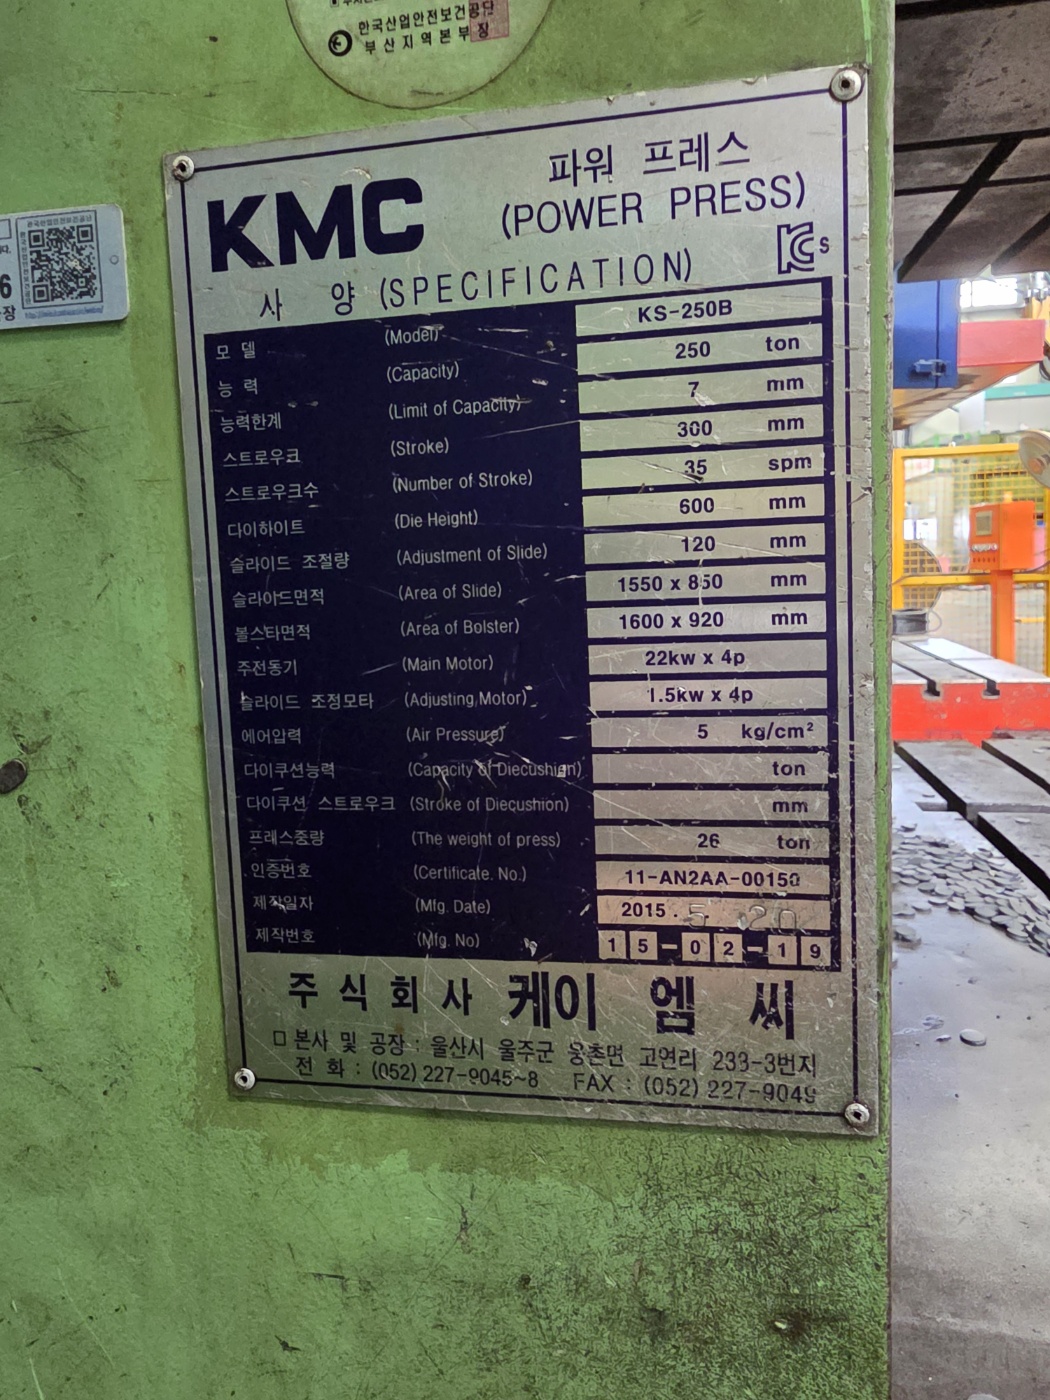 한국산업안전보건공단
부산지역본부장
KMC
파워 프레스
(POWER PRESS)
s
사 양 (SPECIFICATION)
모 델 (Model) KS-250B
능 력 (Capacity) 250 ton
능력한계 (Limit of Capacity) 7 mm
스트로우크 (Stroke) 300 mm
스트로우크수 (Number of Stroke) 35 spm
다이하이트 (Die Height) 600 mm
슬라이드 조절량 (Adjustment of Slide) 120 mm
슬라이드면적 (Area of Slide) 1550 x 850 mm
볼스타면적 (Area of Bolster) 1600 x 920 mm
주전동기 (Main Motor) 22kw x 4p
슬라이드 조정모타 (Adjusting Motor) 1.5kw x 4p
에어압력 (Air Pressure) 5 kg/cm²
다이쿠션능력 (Capacity of Diecushion) ton
다이쿠션 스트로우크 (Stroke of Diecushion) mm
프레스중량 (The weight of press) 26 ton
인증번호 (Certificate. No.) 11-AN2AA-00150
제작일자 (Mfg. Date) 2015. 5. 20
제작번호 (Mfg. No) 15-02-19
주식회사 케이 엠 씨
□ 본사 및 공장 : 울산시 울주군 웅촌면 고연리 233-3번지
전 화 : (052) 227-9045~8 FAX : (052) 227-9049
6
장